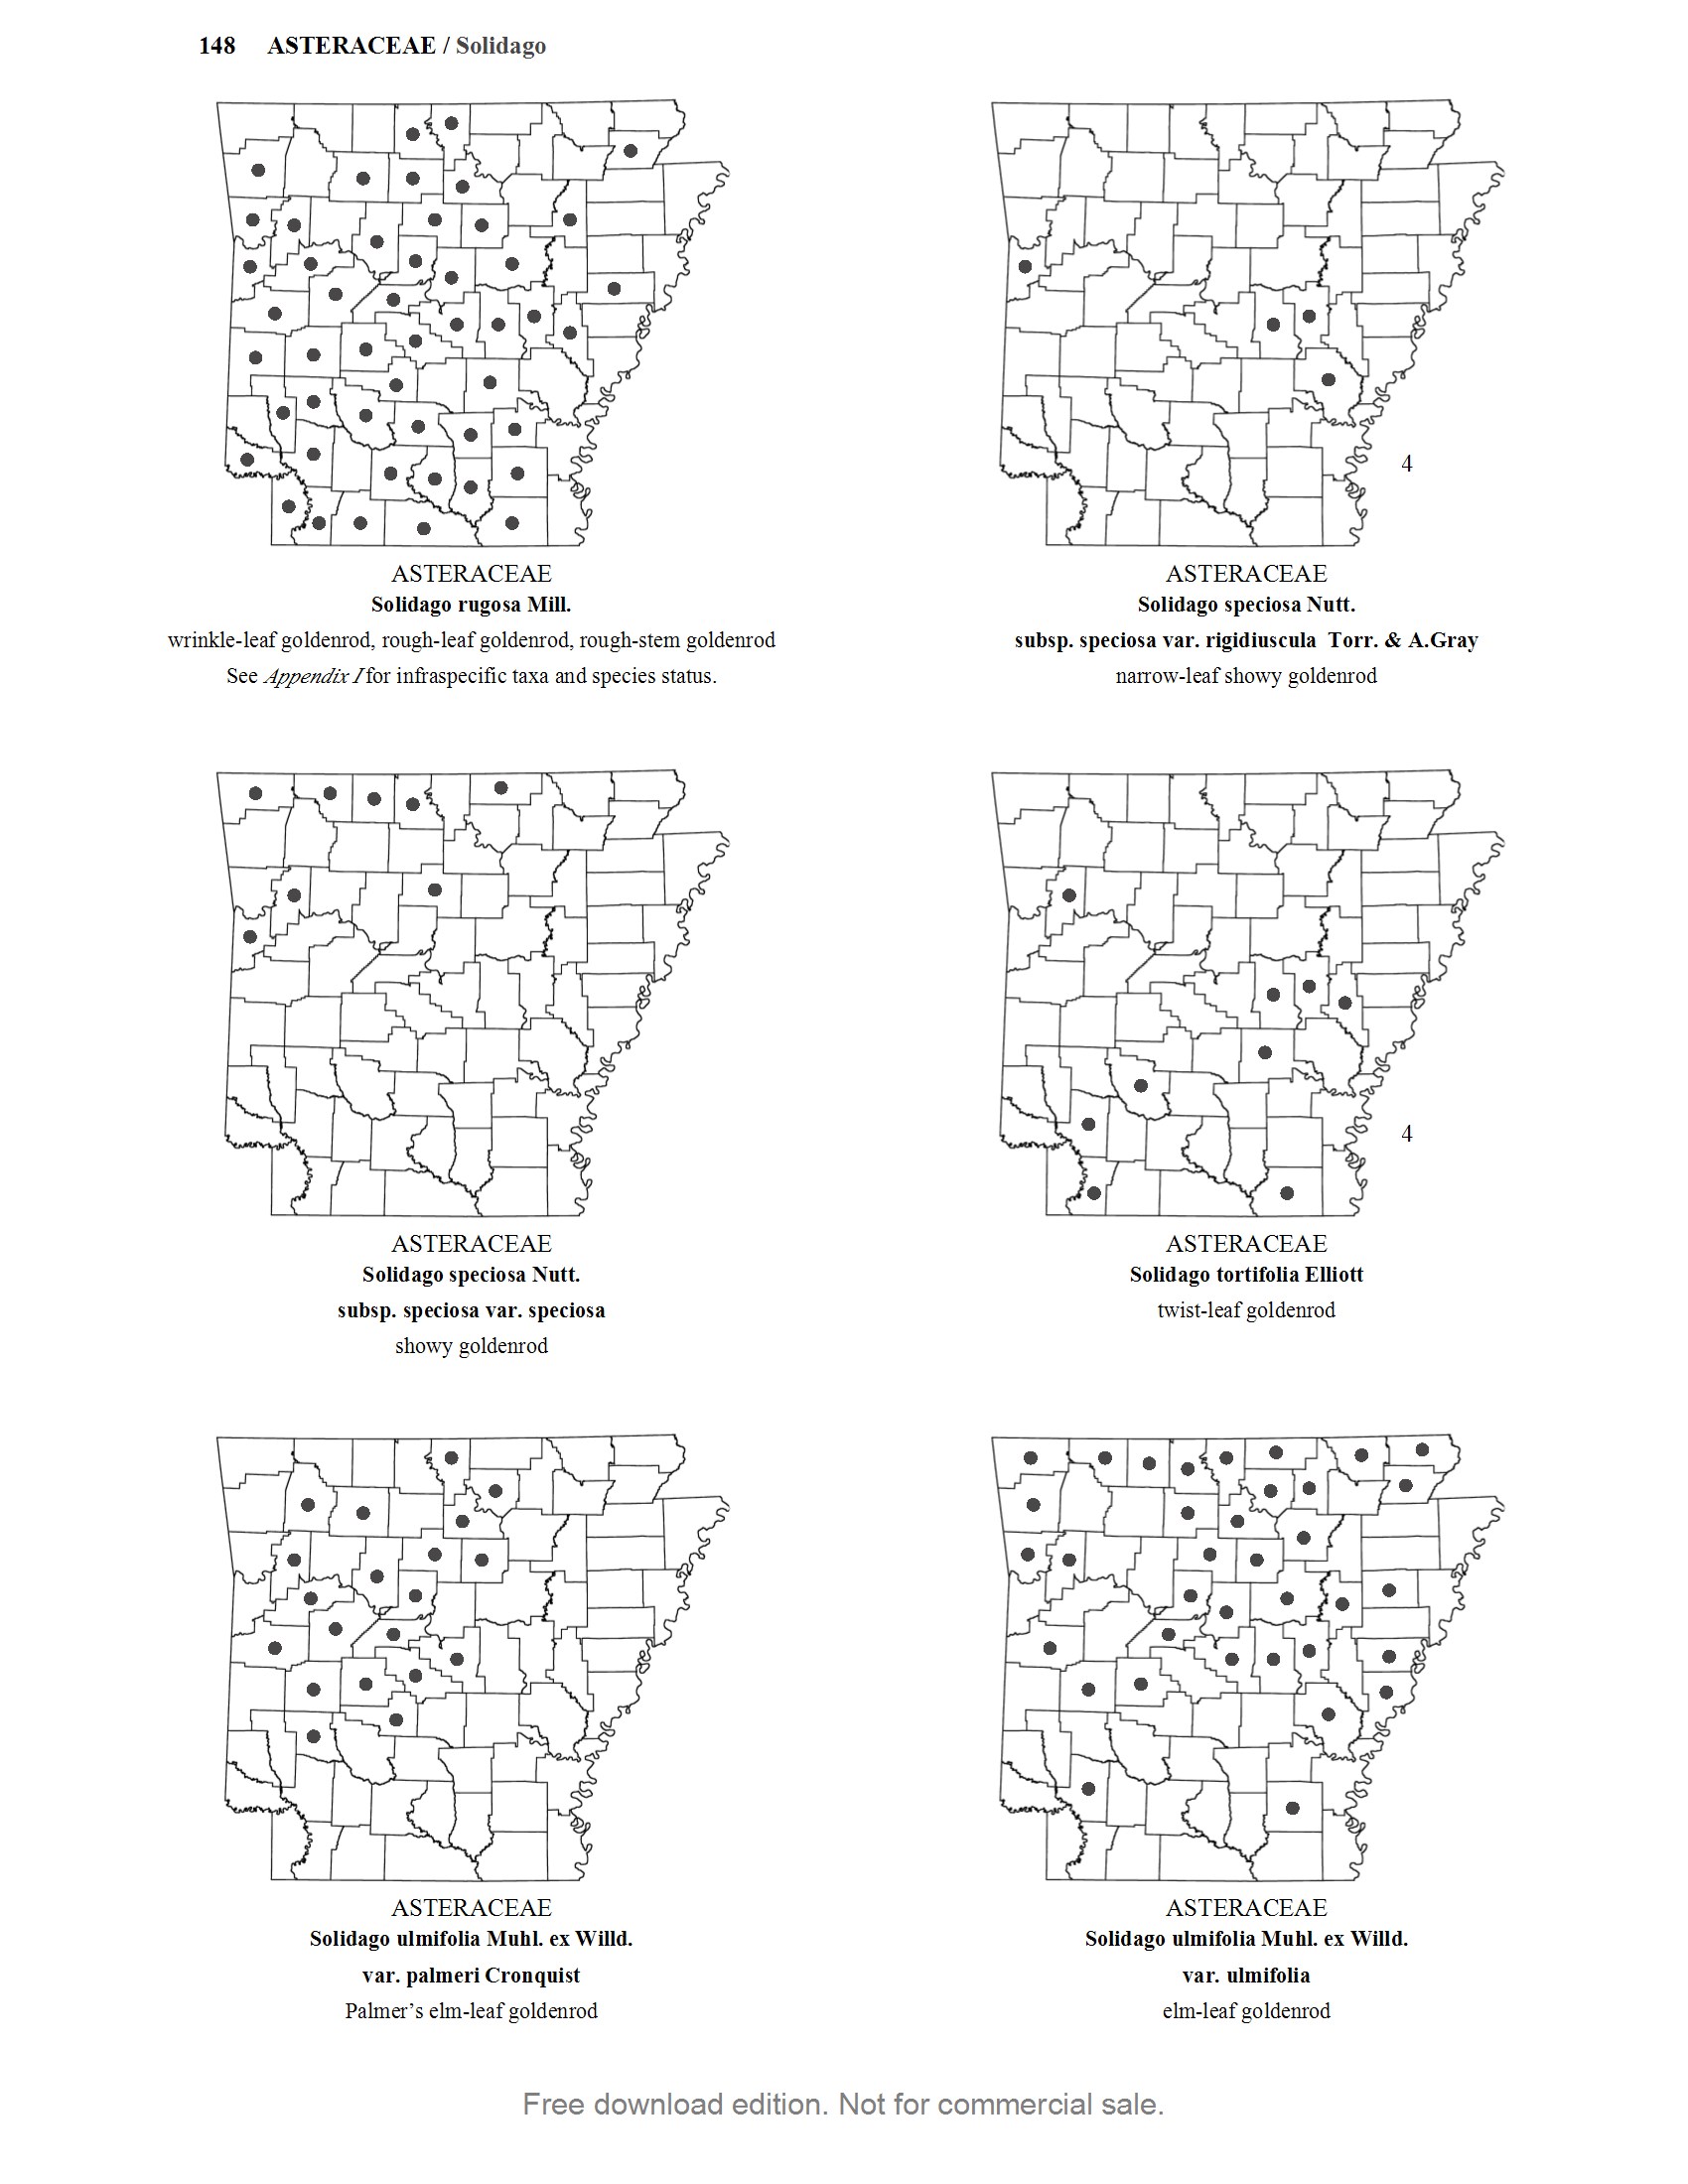 148 ASTERACEAE / Solidago
ASTERACEAE
Solidago rugosa Mill.
wrinkle-leaf goldenrod, rough-leaf goldenrod, rough-stem goldenrod
See Appendix I for infraspecific taxa and species status.
4
ASTERACEAE
Solidago speciosa Nutt.
subsp. speciosa var. rigidiuscula Torr. & A.Gray
narrow-leaf showy goldenrod
ASTERACEAE
Solidago speciosa Nutt.
subsp. speciosa var. speciosa
showy goldenrod
4
ASTERACEAE
Solidago tortifolia Elliott
twist-leaf goldenrod
ASTERACEAE
Solidago ulmifolia Muhl. ex Willd.
var. palmeri Cronquist
Palmer’s elm-leaf goldenrod
ASTERACEAE
Solidago ulmifolia Muhl. ex Willd.
var. ulmifolia
elm-leaf goldenrod
Free download edition. Not for commercial sale.